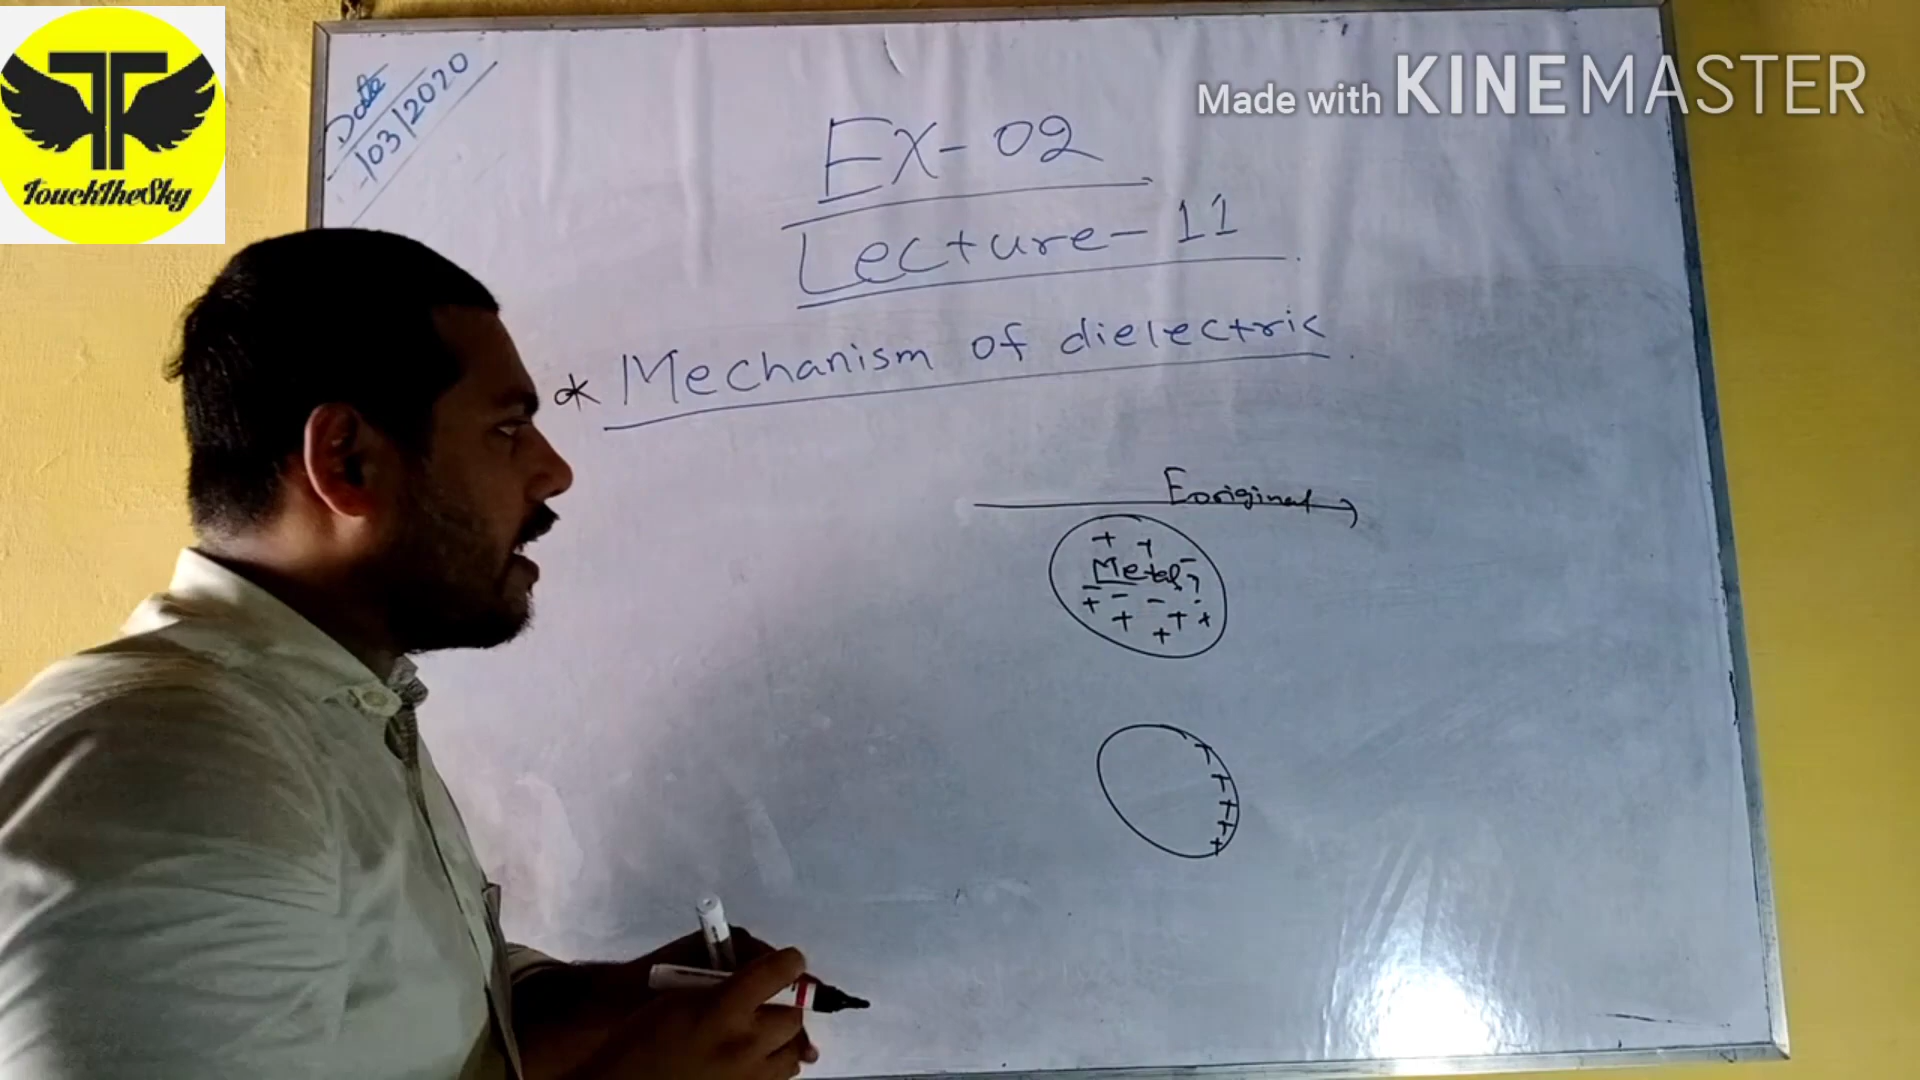 TouchTheSky
Made with KINEMASTER
Date
/03/2020
EX-02
Lecture-11
* Mechanism of dielectric.
Eoriginal
+ +
Metal -
- - - -
+ + + + +
+
+
+
+
+